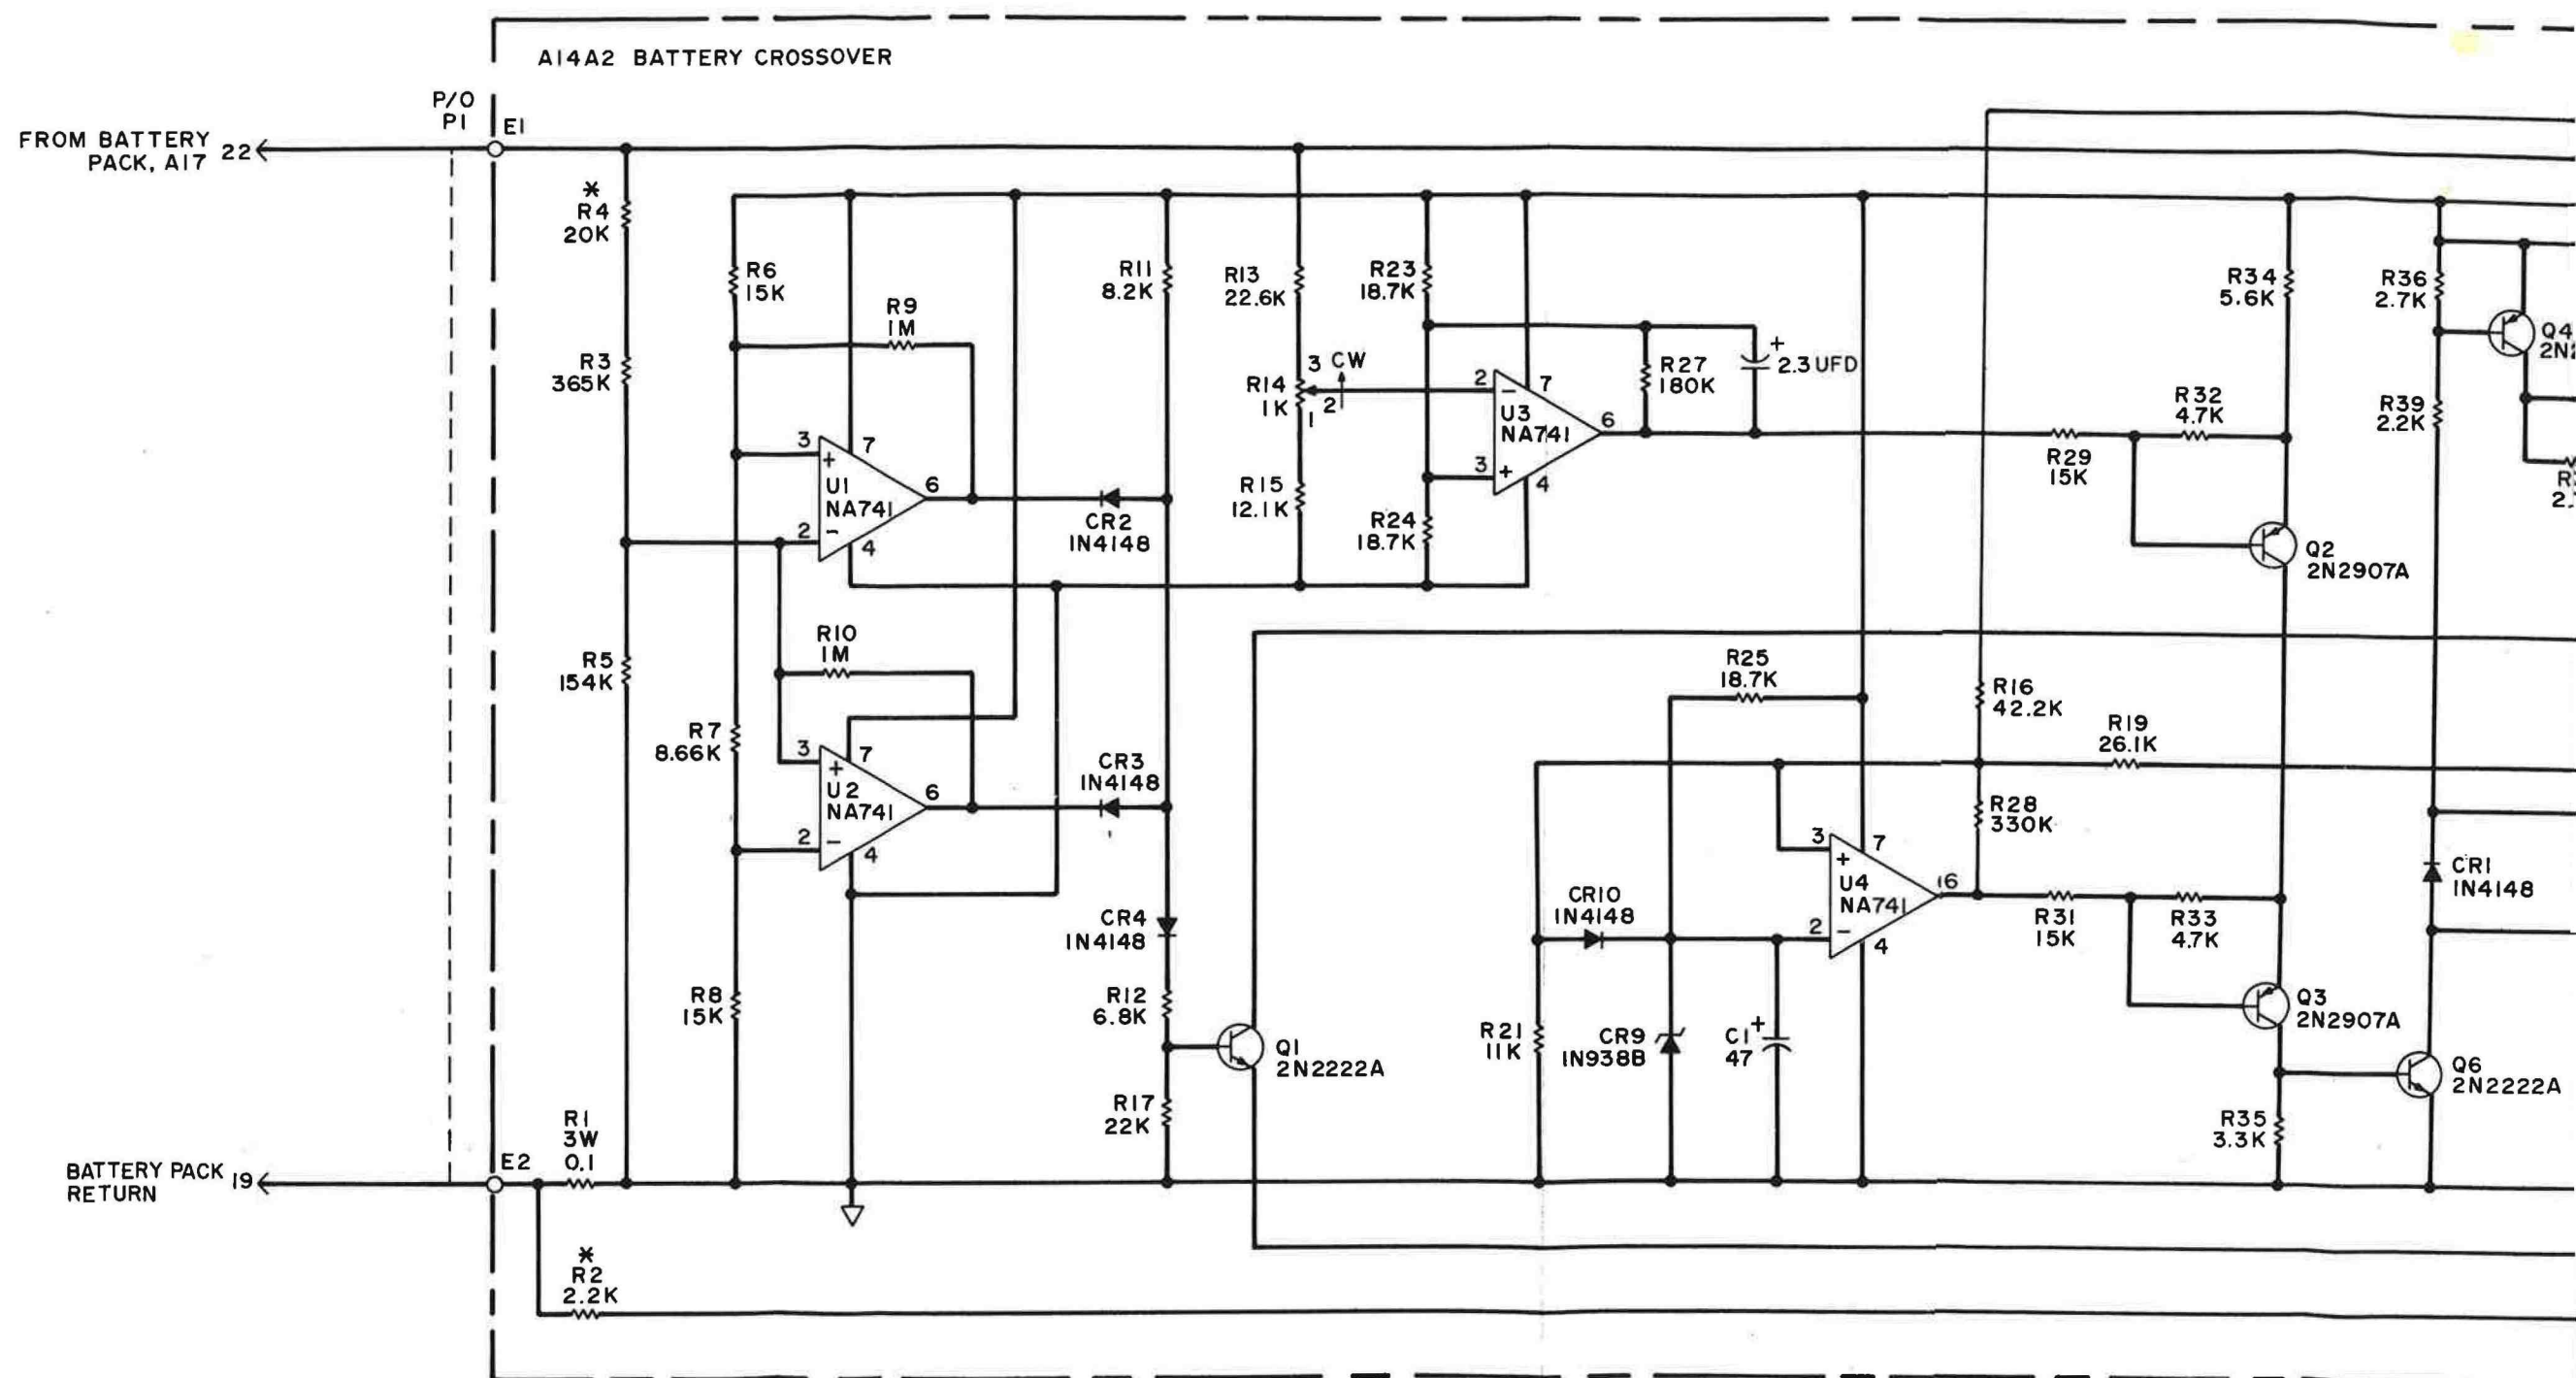 A14A2 BATTERY CROSSOVER
P/O
P1
E1
FROM BATTERY
PACK, A17
22
*
R4
20K
R3
365K
R5
154K
R6
15K
R9
1M
3
+
7
U1
NA741
6
2
-
4
R10
1M
R7
8.66K
3
+
7
U2
NA741
6
2
-
4
R8
15K
R11
8.2K
CR2
1N4148
CR3
1N4148
CR4
1N4148
R12
6.8K
R17
22K
Q1
2N2222A
R13
22.6K
3 CW
R14
1K
2
1
R15
12.1K
R23
18.7K
R24
18.7K
2
-
7
U3
NA741
6
3
+
4
R27
180K
+
2.3 UFD
R29
15K
R32
4.7K
R34
5.6K
Q2
2N2907A
R36
2.7K
R39
2.2K
Q4
R25
18.7K
R16
42.2K
R19
26.1K
R28
330K
3
+
7
U4
NA741
16
2
-
4
CR10
1N4148
R21
11K
CR9
1N938B
C1
+
47
R31
15K
R33
4.7K
Q3
2N2907A
R35
3.3K
CR1
1N4148
Q6
2N2222A
BATTERY PACK
RETURN
19
E2
R1
3W
0.1
*
R2
2.2K